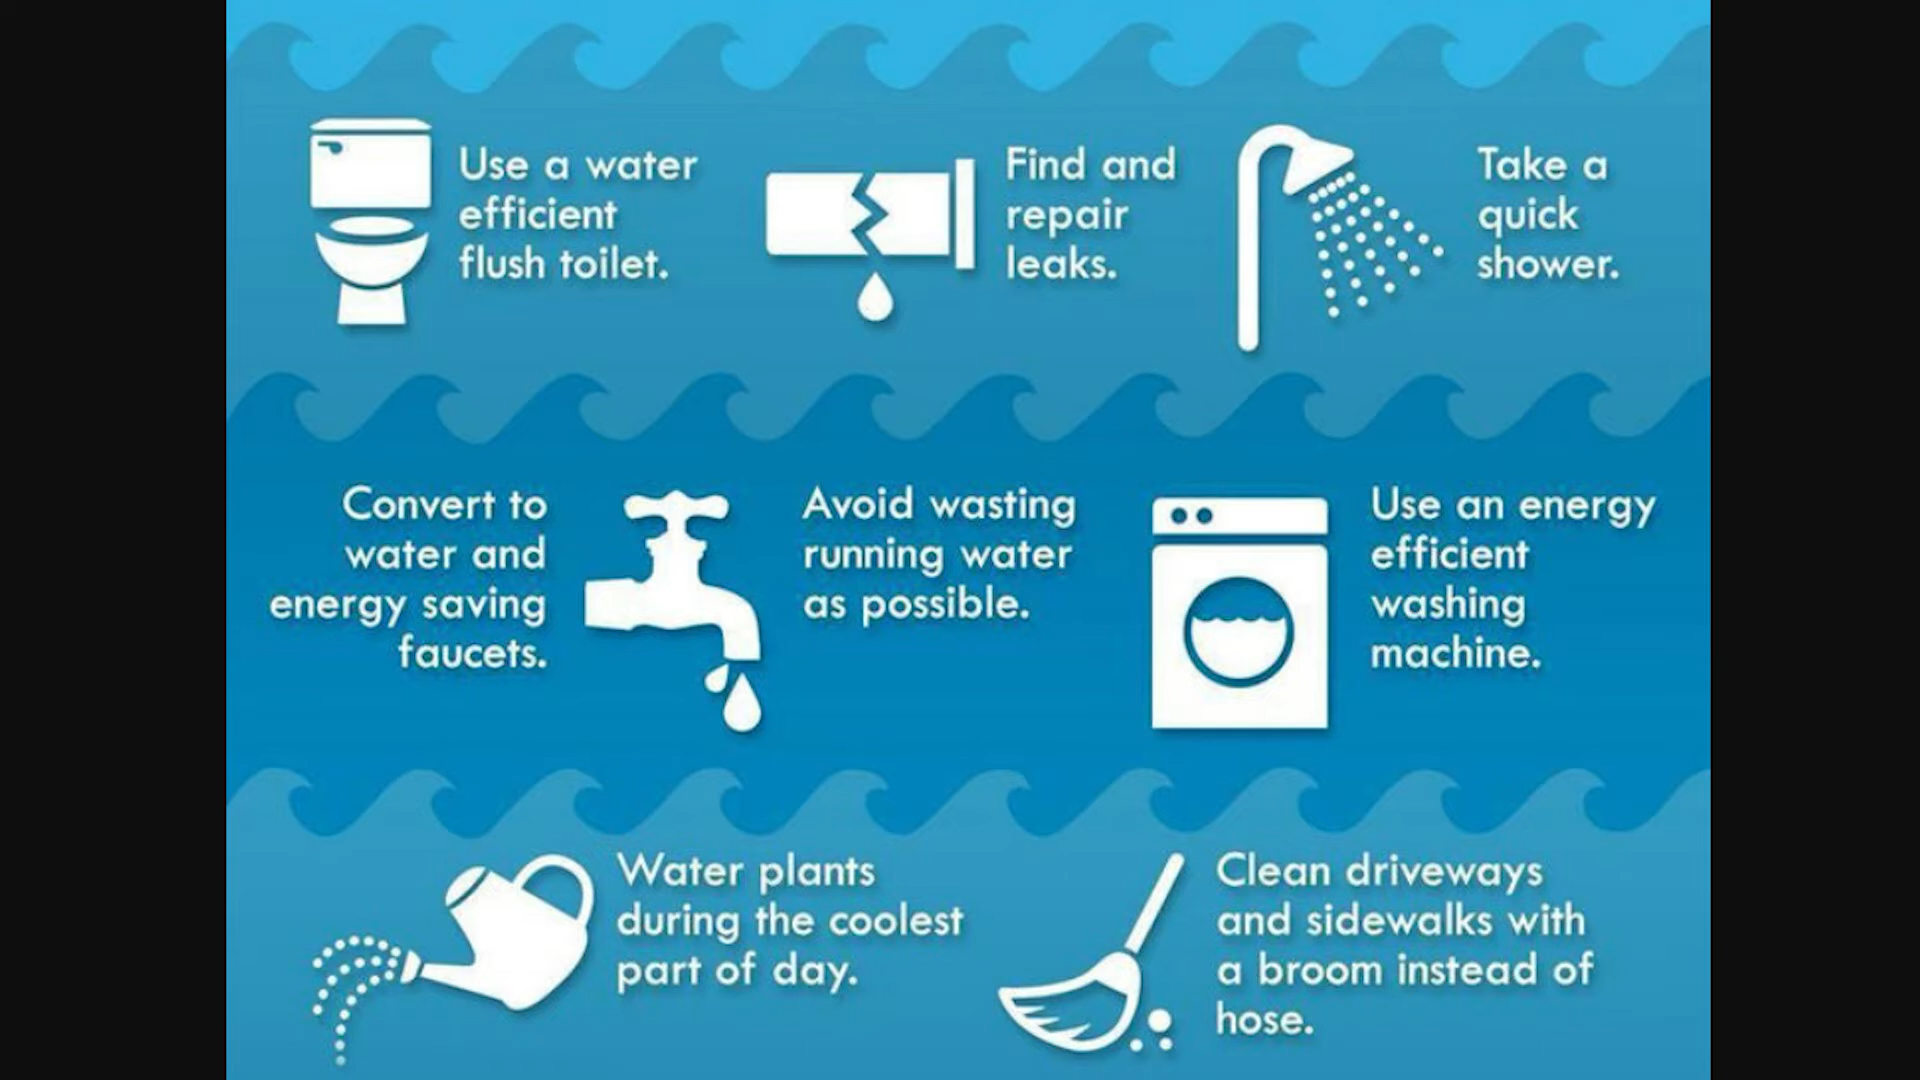 Use a water
efficient
flush toilet.
Find and
repair
leaks.
Take a
quick
shower.
Convert to
water and
energy saving
faucets.
Avoid wasting
running water
as possible.
Use an energy
efficient
washing
machine.
Water plants
during the coolest
part of day.
Clean driveways
and sidewalks with
a broom instead of
hose.